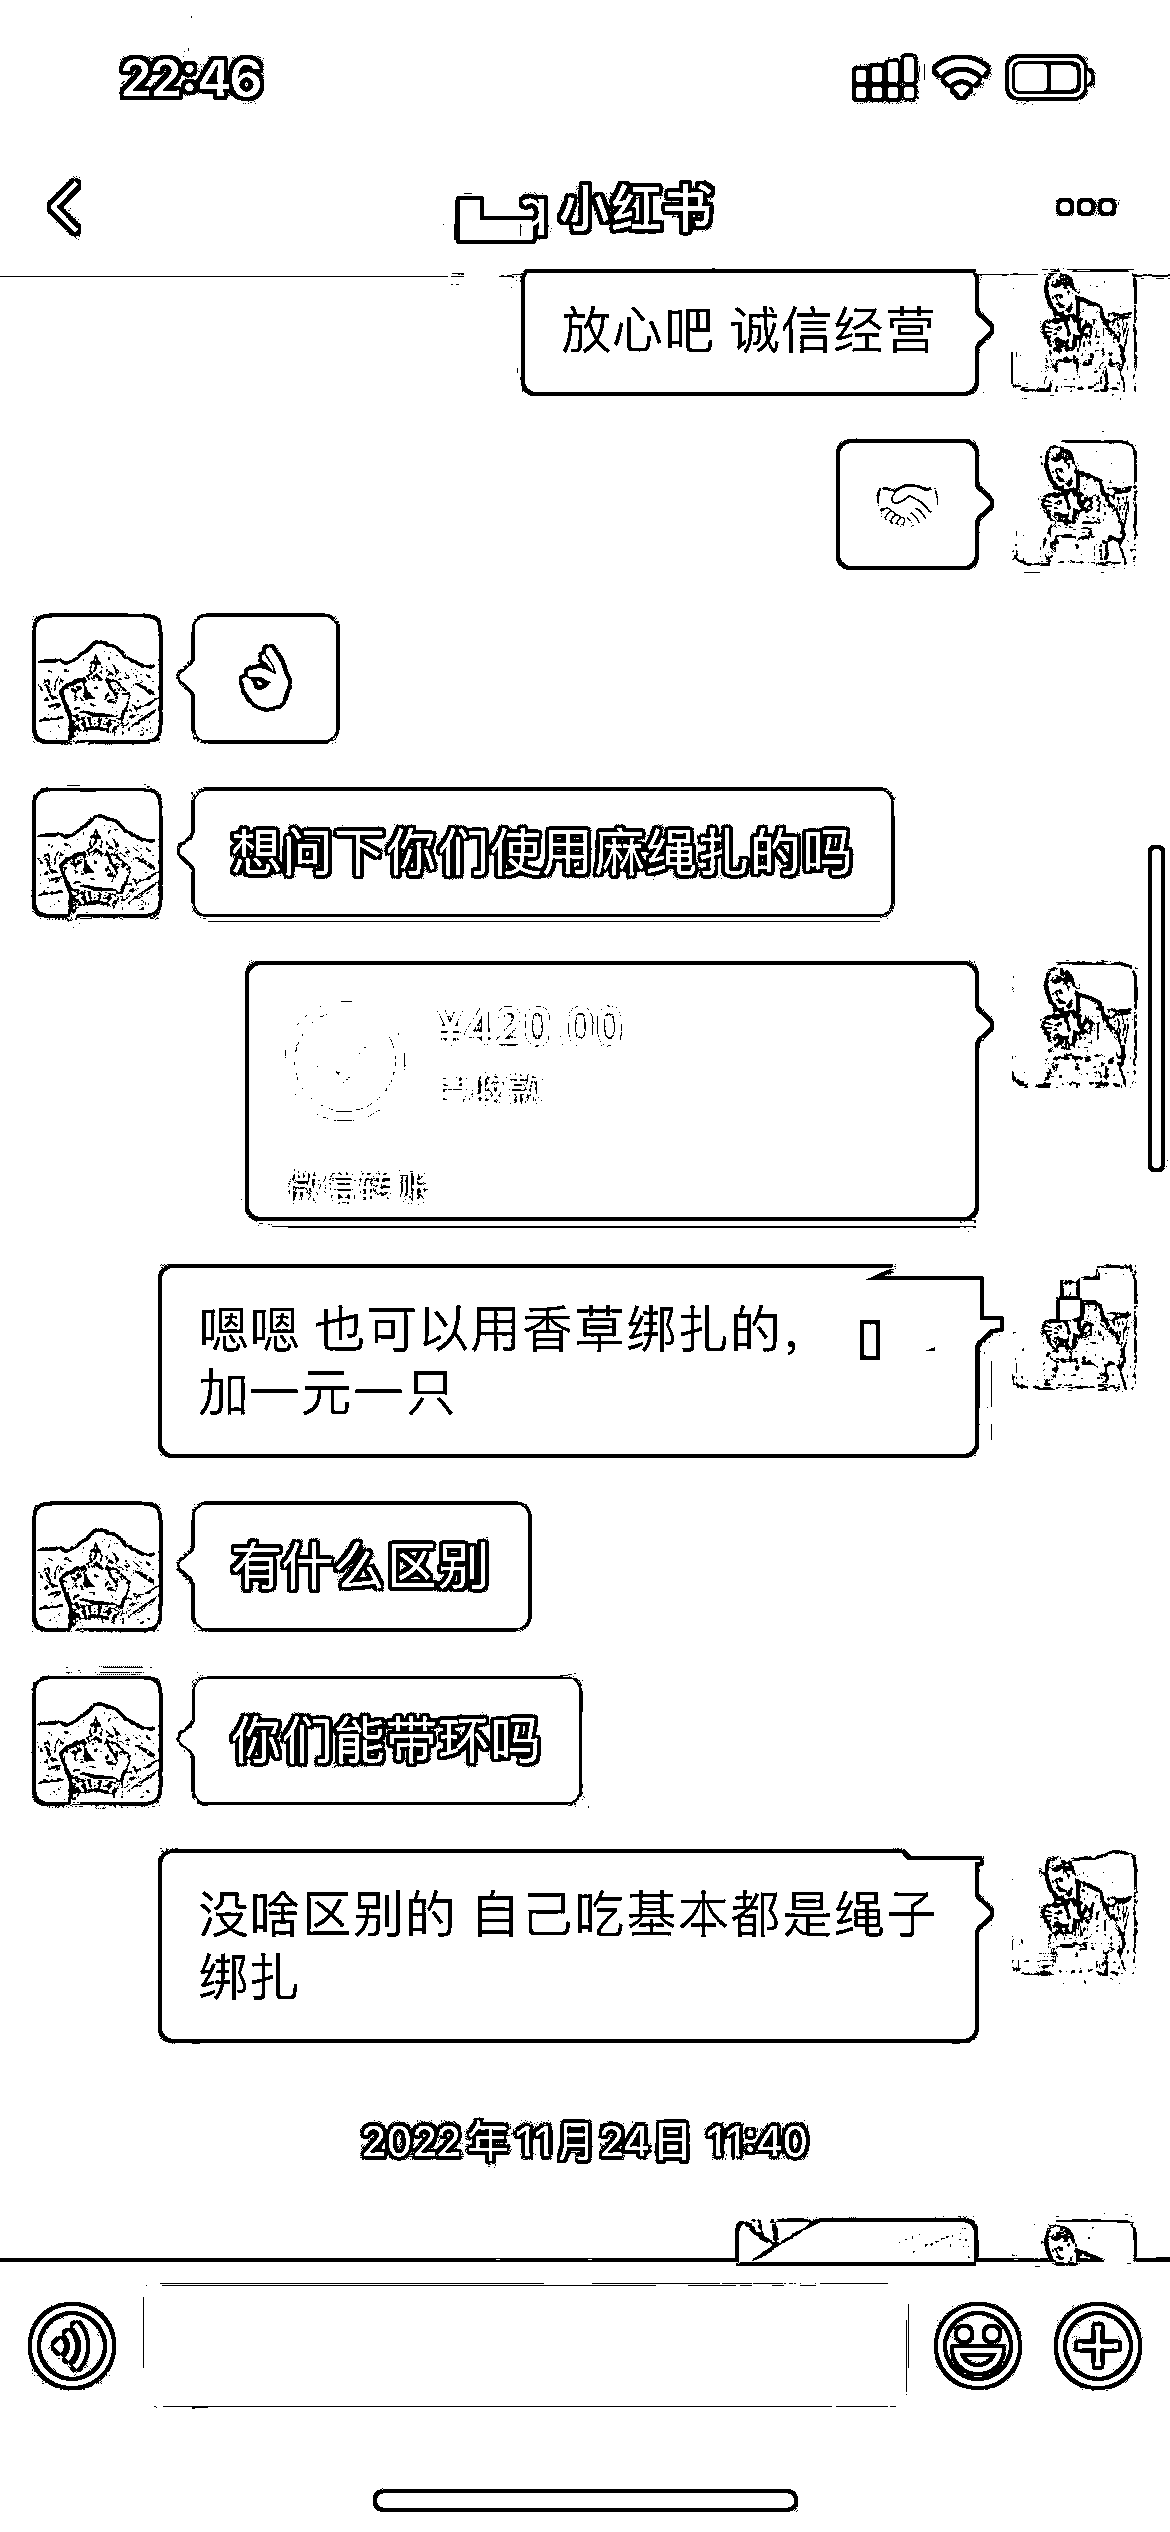 22:46
小红书
放心吧 诚信经营
想问下你们使用麻绳扎的吗
¥420.00
已收款
微信转账
嗯嗯 也可以用香草绑扎的，
加一元一只
有什么区别
你们能带环吗
没啥区别的 自己吃基本都是绳子
绑扎
2022年11月24日 11:40